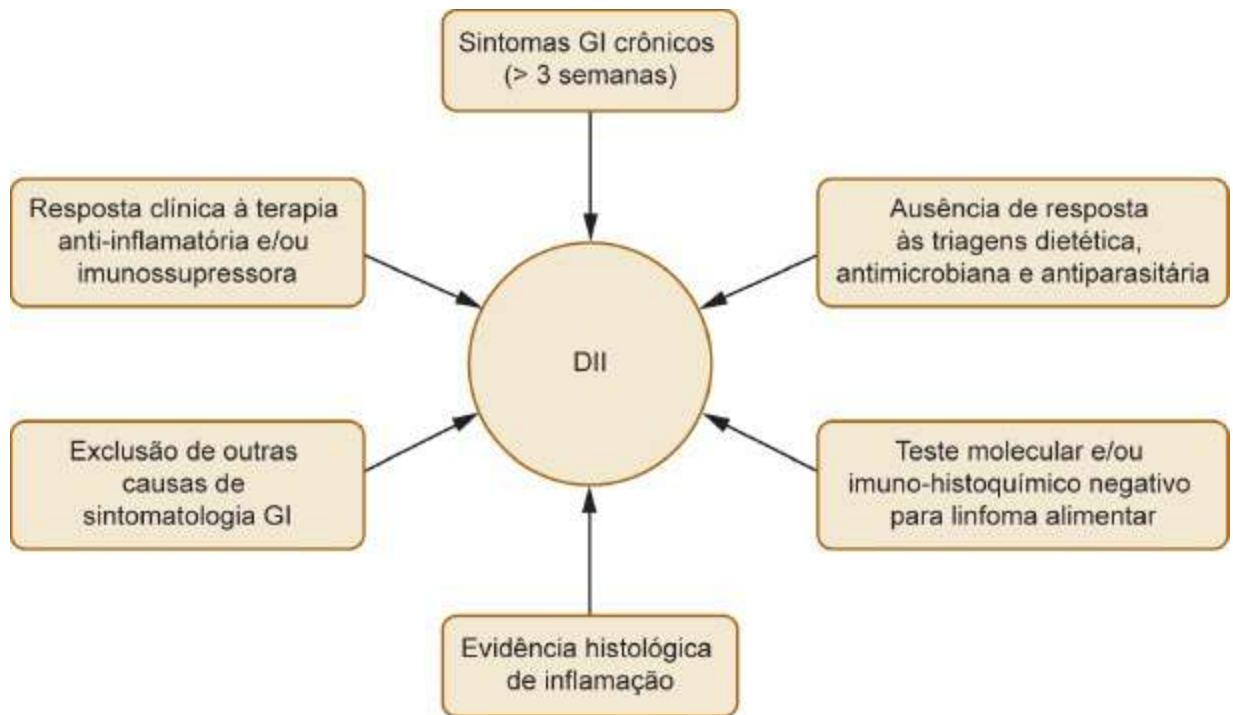 Sintomas GI crônicos
(> 3 semanas)
Resposta clínica à terapia
anti-inflamatória e/ou
imunossupressora
Ausência de resposta
às triagens dietética,
antimicrobiana e antiparasitária
DII
Exclusão de outras
causas de
sintomatologia GI
Teste molecular e/ou
imuno-histoquímico negativo
para linfoma alimentar
Evidência histológica
de inflamação